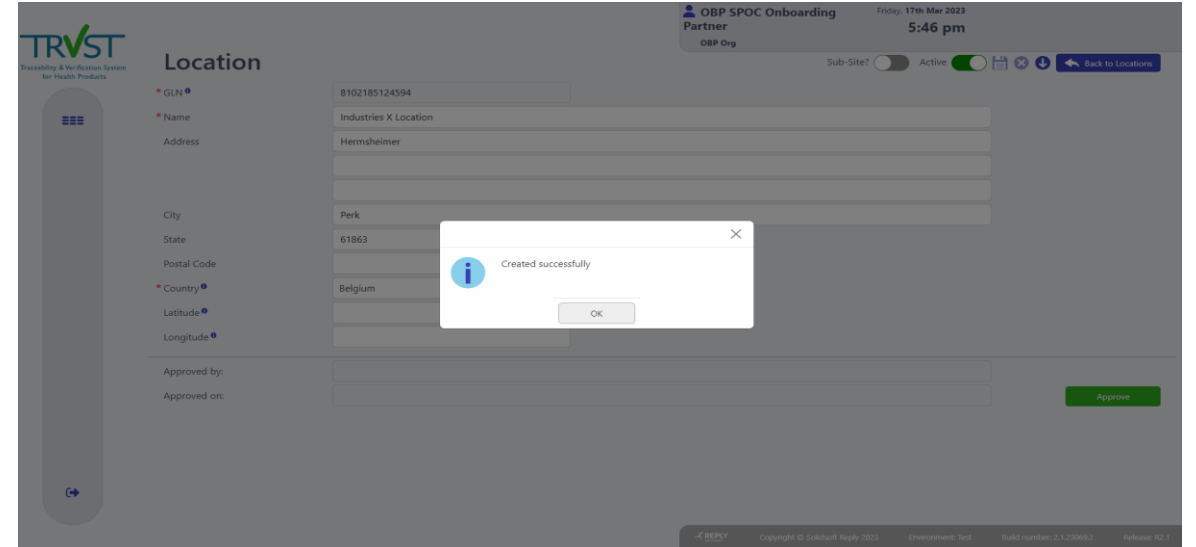 OBP SPOC Onboarding Partner
OBP Org
Friday, 17th Mar 2023
5:46 pm
TRVST
Traceability & Verification System
for Health Products
Location
Sub-Site?
Active
Back to Locations
* GLN
8102185124594
* Name
Industries X Location
Address
Hermsheimer
City
Perk
State
61863
Postal Code
* Country
Belgium
Latitude
Longitude
Created successfully
OK
Approved by:
Approved on:
Approve
REPLY
Copyright © Solidsoft Reply 2023
Environment: Test
Build number: 2.1.23069.2
Release R2.1